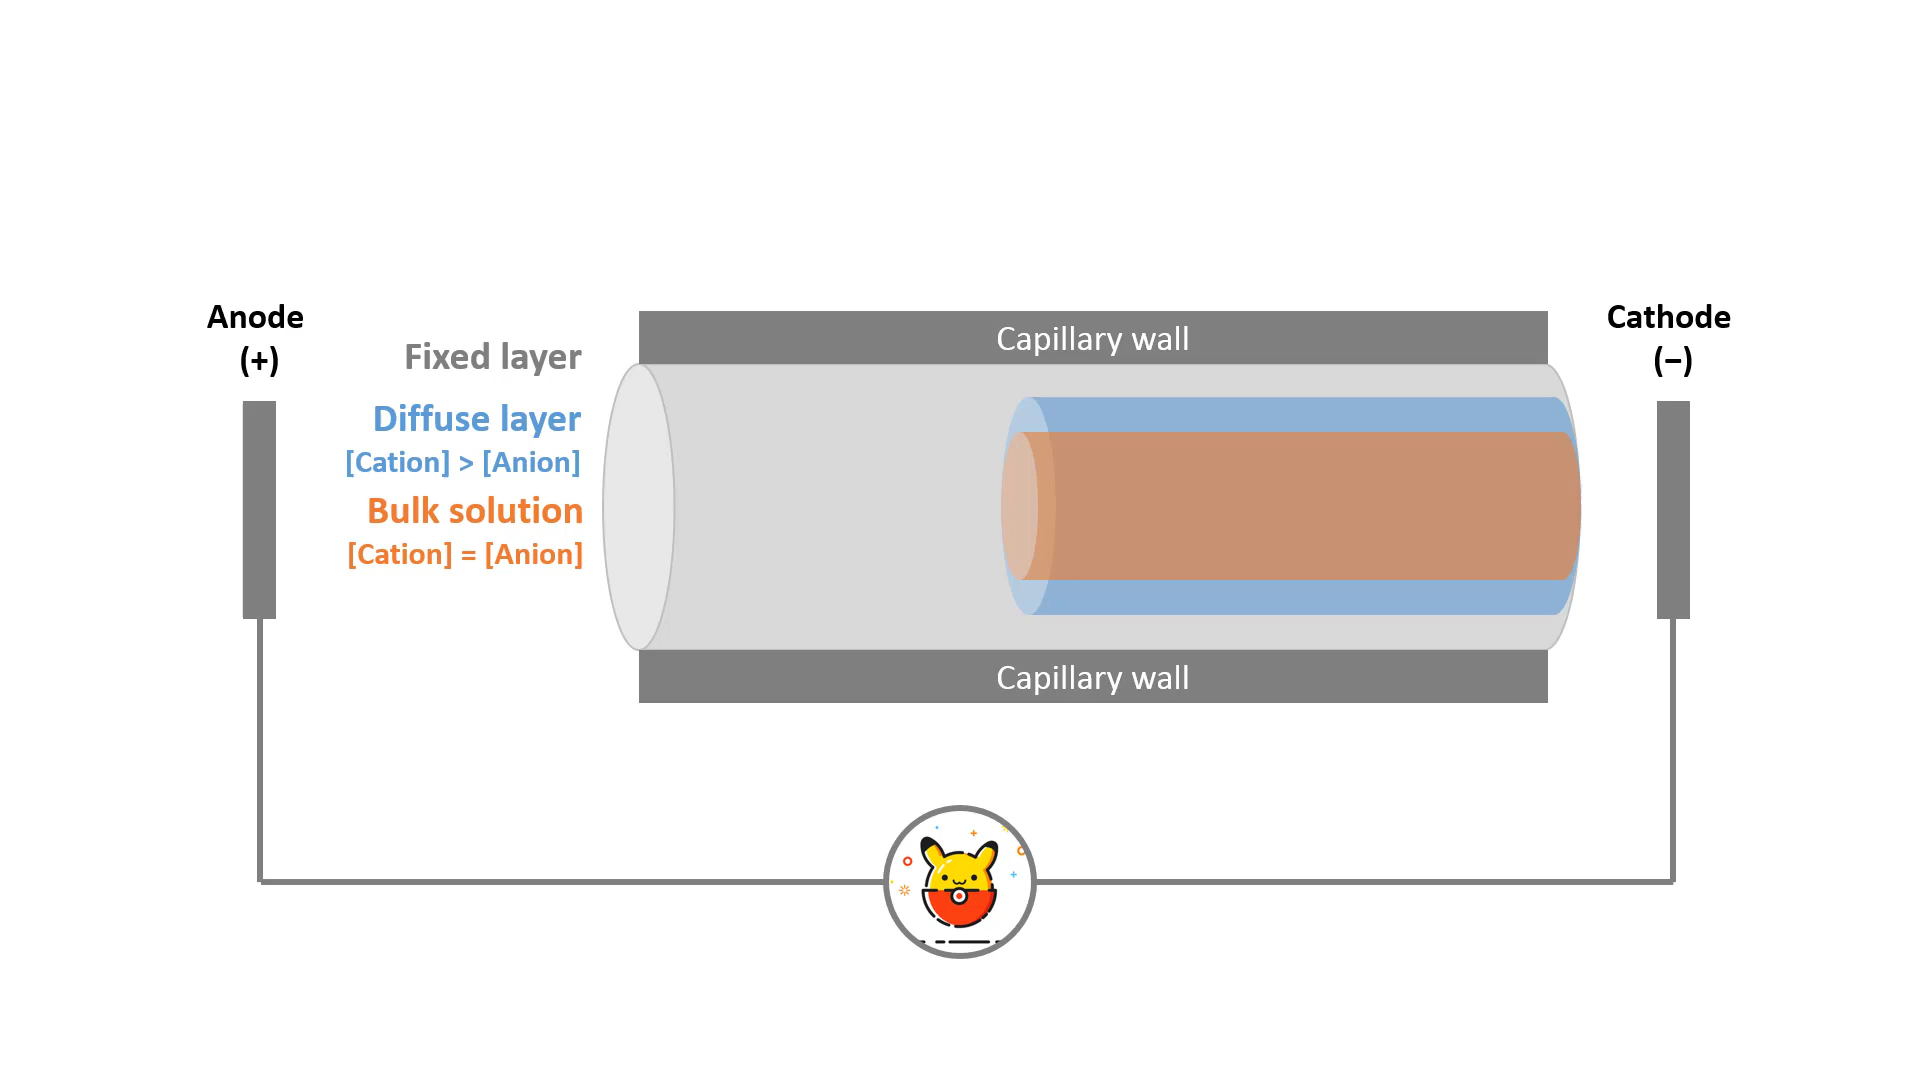 Anode
(+)
Fixed layer
Diffuse layer
[Cation] > [Anion]
Bulk solution
[Cation] = [Anion]
Capillary wall
Capillary wall
Cathode
(−)